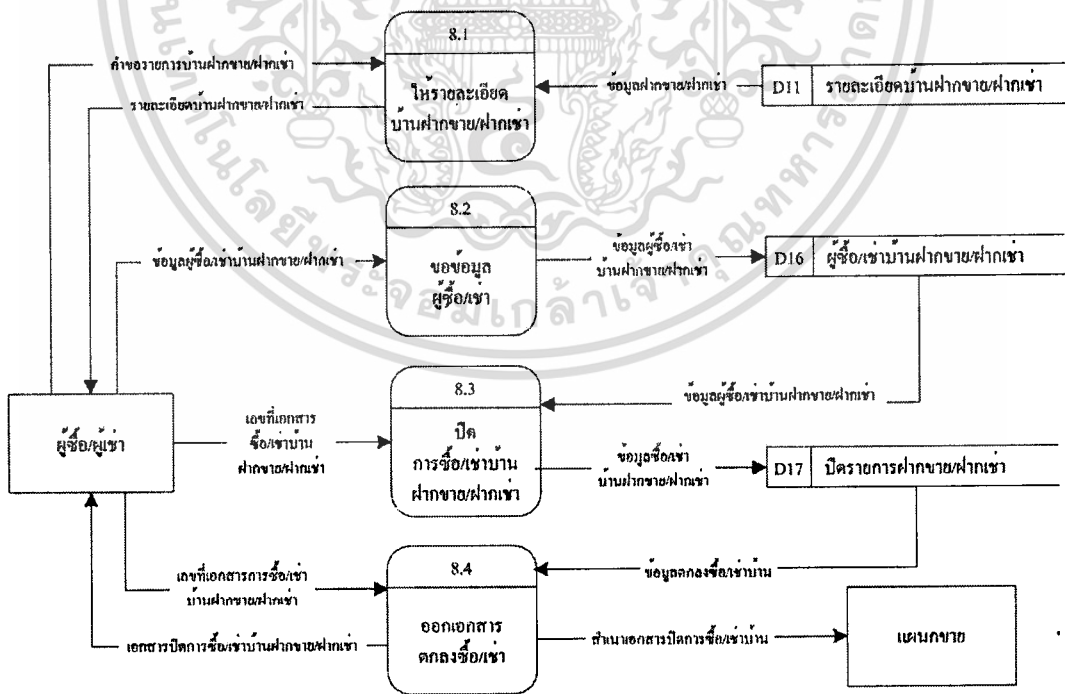 8.1
คำขอรายการบ้านฝากขาย/ฝากเช่า
รายละเอียดบ้านฝากขาย/ฝากเช่า
ให้รายละเอียด
บ้านฝากขาย/ฝากเช่า
ข้อมูลฝากขาย/ฝากเช่า
D11 รายละเอียดบ้านฝากขาย/ฝากเช่า
8.2
ข้อมูลผู้ซื้อ/เช่าบ้านฝากขาย/ฝากเช่า
ขอข้อมูล
ผู้ซื้อ/เช่า
ข้อมูลผู้ซื้อ/เช่า
บ้านฝากขาย/ฝากเช่า
D16 ผู้ซื้อ/เช่าบ้านฝากขาย/ฝากเช่า
พระจอมเกล้าเจ้าคุณทหาร
8.3
ข้อมูลผู้ซื้อ/เช่าบ้านฝากขาย/ฝากเช่า
ผู้ซื้อ/ผู้เช่า
เลขที่เอกสาร
ซื้อ/เช่าบ้าน
ฝากขาย/ฝากเช่า
ปิด
การซื้อ/เช่าบ้าน
ฝากขาย/ฝากเช่า
ข้อมูลซื้อ/เช่า
บ้านฝากขาย/ฝากเช่า
D17 ปิดรายการฝากขาย/ฝากเช่า
8.4
เลขที่เอกสารการซื้อ/เช่า
บ้านฝากขาย/ฝากเช่า
ข้อมูลตกลงซื้อ/เช่าบ้าน
เอกสารปิดการซื้อ/เช่าบ้านฝากขาย/ฝากเช่า
ออกเอกสาร
ตกลงซื้อ/เช่า
สำเนาเอกสารปิดการซื้อ/เช่าบ้าน
แผนกขาย